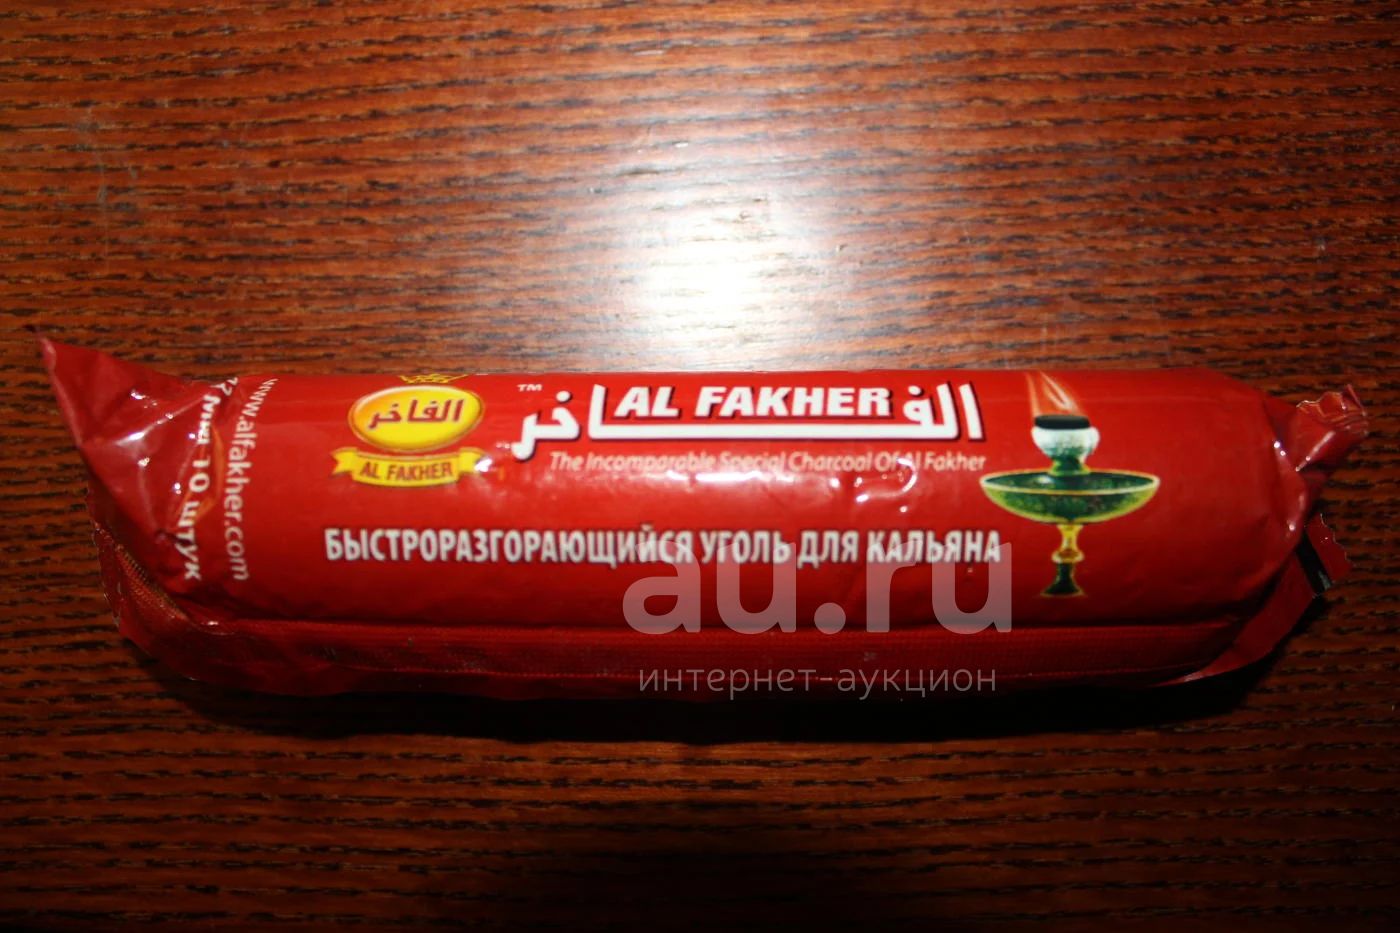 www.alfakher.com
10 штук
الفاخر
AL FAKHER
الفاخر
AL FAKHER
™
The Incomparable Special Charcoal Of Al Fakher
БЫСТРОРАЗГОРАЮЩИЙСЯ УГОЛЬ ДЛЯ КАЛЬЯНА
au.ru
интернет-аукцион